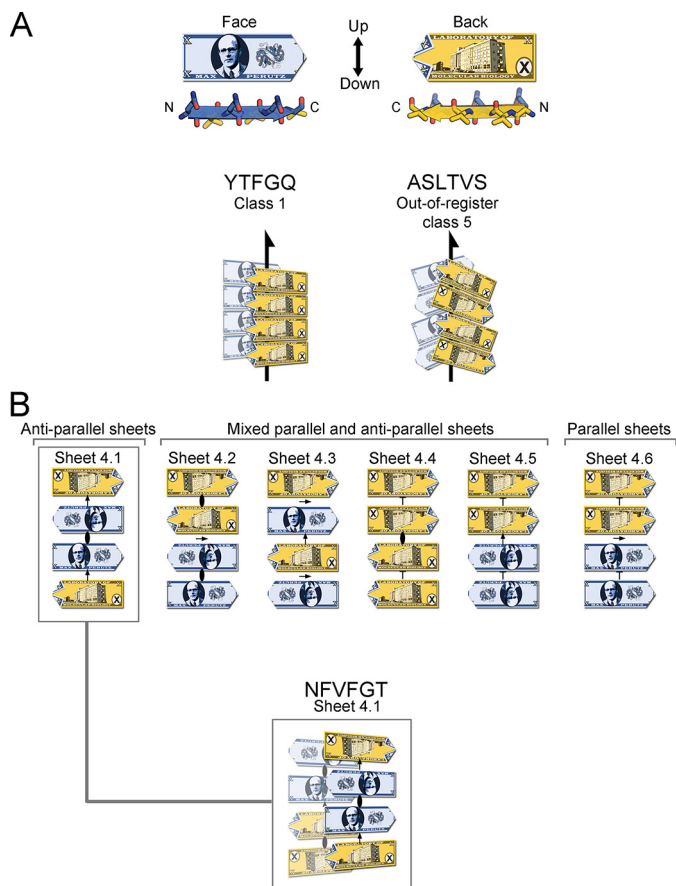 A
Face
Up
Back
Down
MAX PERUTZ
LABORATORY OF
MOLECULAR BIOLOGY
X
N
C
C
N
YTFGQ
Class 1
ASLTVS
Out-of-register
class 5
B
Anti-parallel sheets
Mixed parallel and anti-parallel sheets
Parallel sheets
Sheet 4.1
Sheet 4.2
Sheet 4.3
Sheet 4.4
Sheet 4.5
Sheet 4.6
NFVFGT
Sheet 4.1